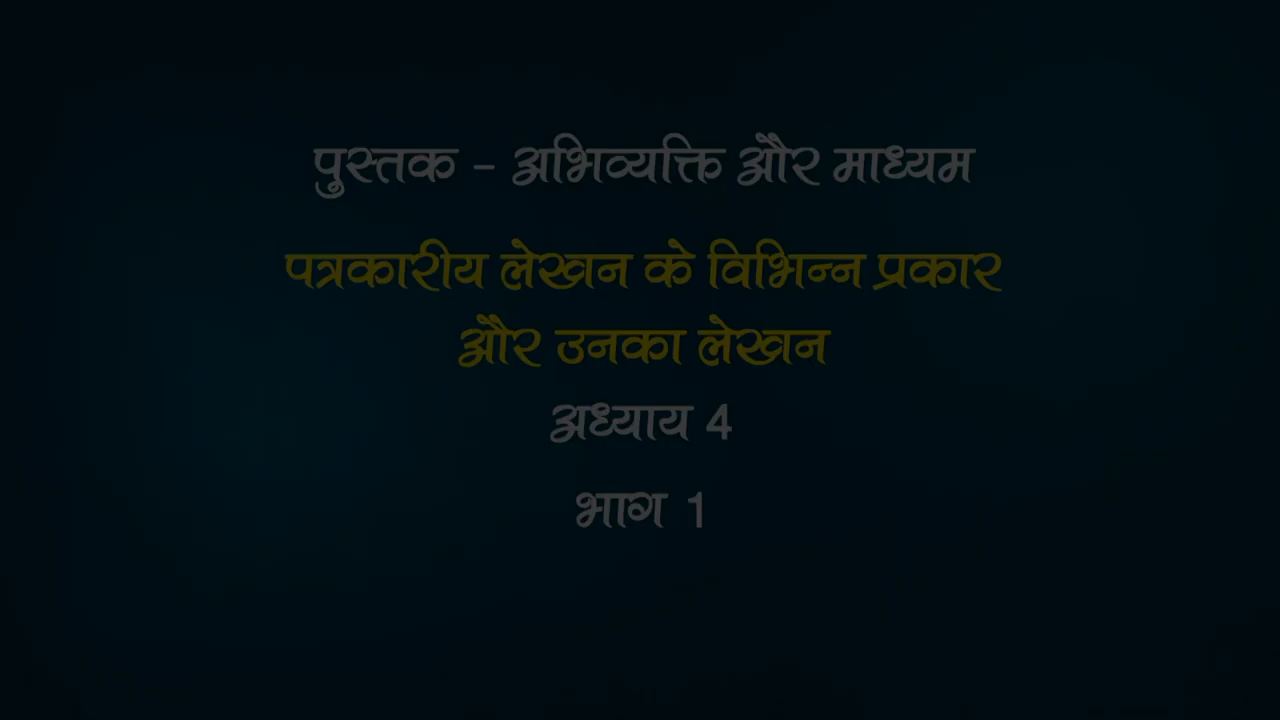 पुस्तक - अभिव्यक्ति और माध्यम
पत्रकारीय लेखन के विभिन्न प्रकार
और उनका लेखन
अध्याय 4
भाग 1